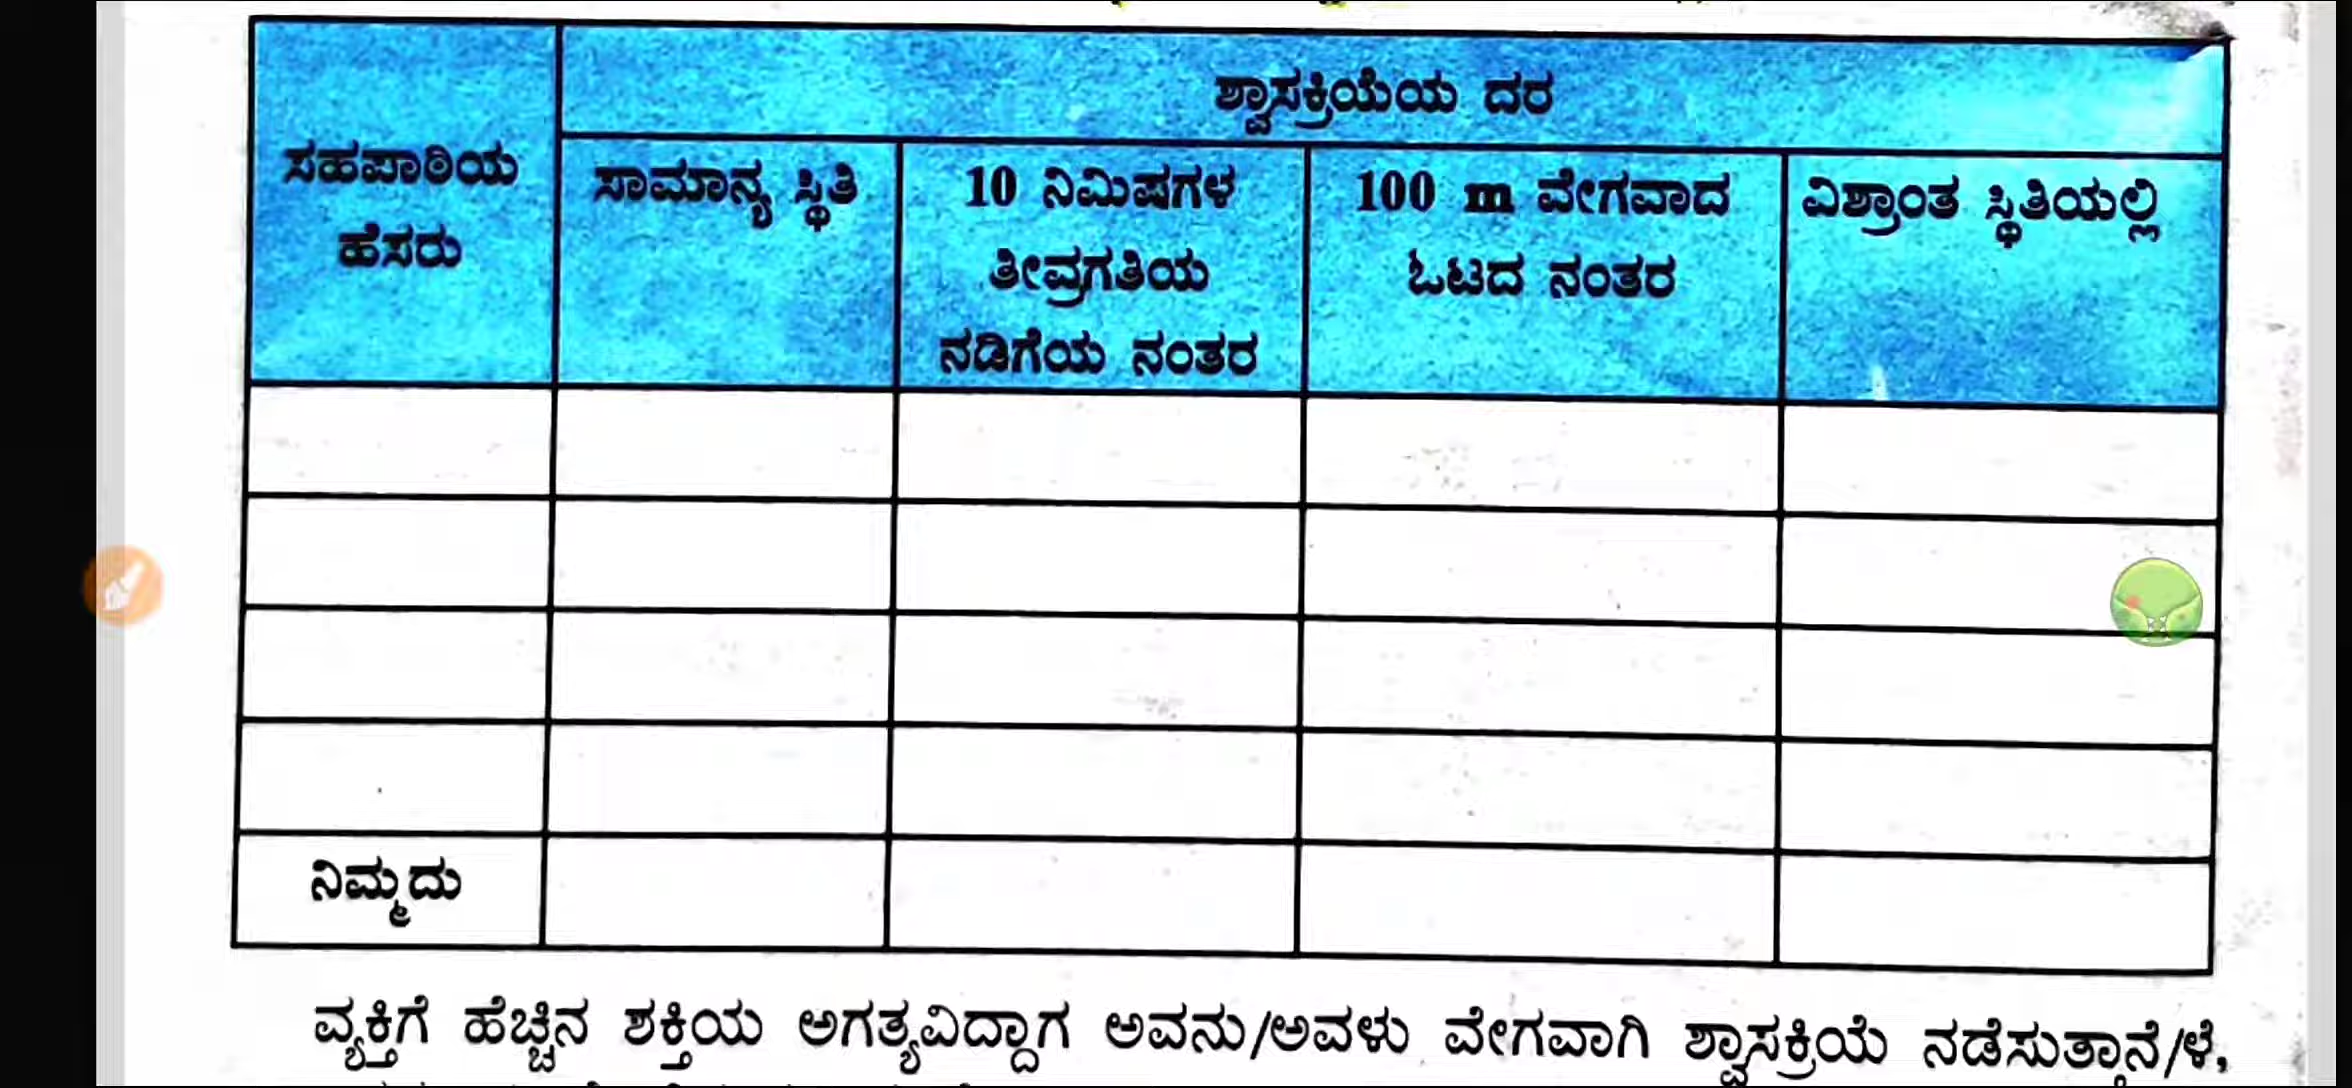 ಶ್ವಾಸಕ್ರಿಯೆಯ ದರ
ಸಹಪಾಠಿಯ
ಹೆಸರು
ಸಾಮಾನ್ಯ ಸ್ಥಿತಿ
10 ನಿಮಿಷಗಳ
ತೀವ್ರಗತಿಯ
ನಡಿಗೆಯ ನಂತರ
100 m ವೇಗವಾದ
ಓಟದ ನಂತರ
ವಿಶ್ರಾಂತ ಸ್ಥಿತಿಯಲ್ಲಿ
ನಿಮ್ಮದು
ವ್ಯಕ್ತಿಗೆ ಹೆಚ್ಚಿನ ಶಕ್ತಿಯ ಅಗತ್ಯವಿದ್ದಾಗ ಅವನು/ಅವಳು ವೇಗವಾಗಿ ಶ್ವಾಸಕ್ರಿಯೆ ನಡೆಸುತ್ತಾನೆ/ಳೆ,